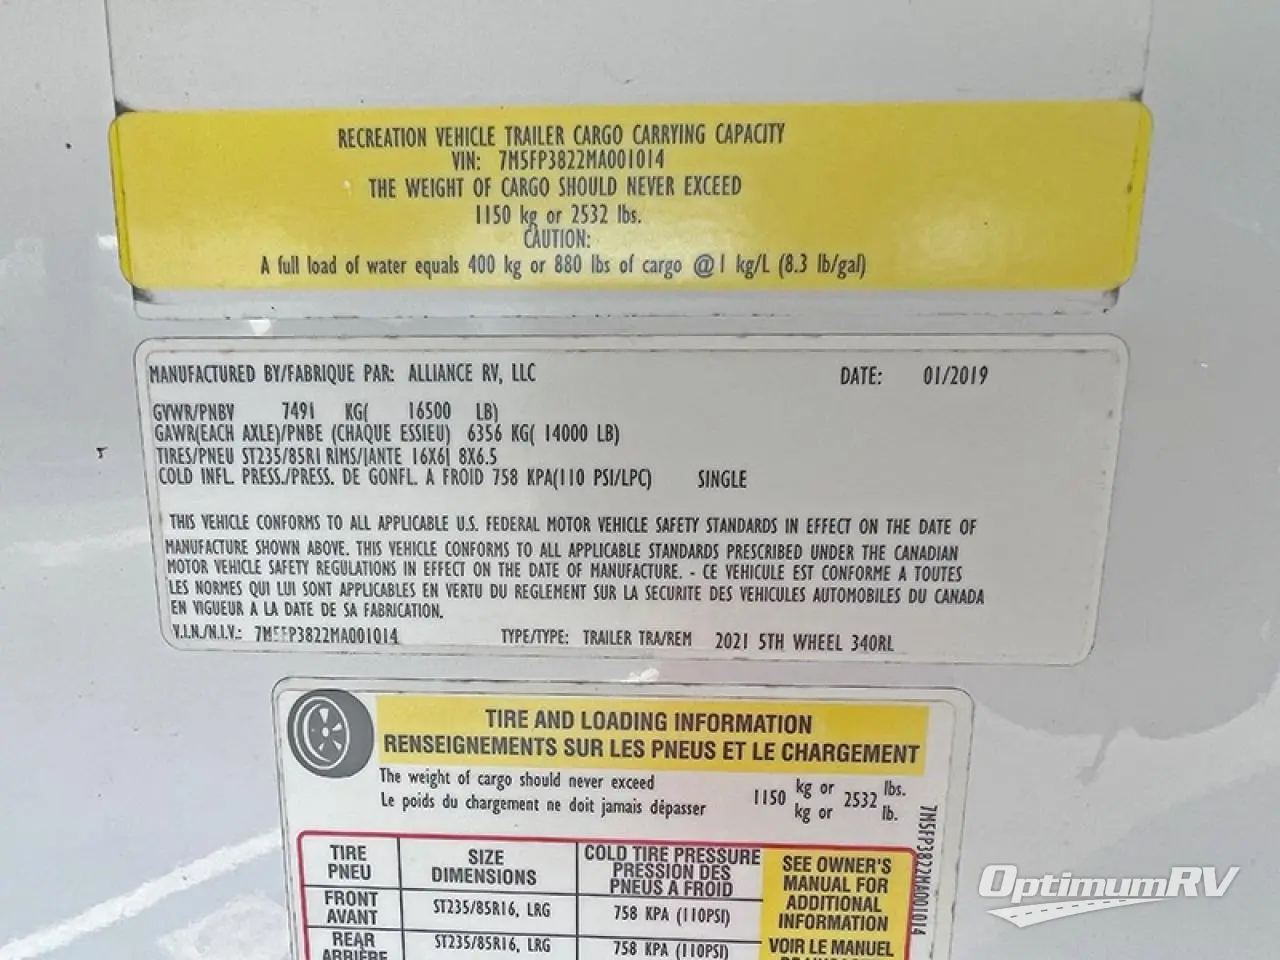 RECREATION VEHICLE TRAILER CARGO CARRYING CAPACITY
VIN: 7M5FP3822MA001014
THE WEIGHT OF CARGO SHOULD NEVER EXCEED
1150 kg or 2532 lbs.
CAUTION:
A full load of water equals 400 kg or 880 lbs of cargo @1 kg/L (8.3 lb/gal)
MANUFACTURED BY/FABRIQUE PAR: ALLIANCE RV, LLC DATE: 01/2019
GVWR/PNBV 7491 KG( 16500 LB)
GAWR(EACH AXLE)/PNBE (CHAQUE ESSIEU) 6356 KG( 14000 LB)
TIRES/PNEU ST235/85R1 RIMS/JANTE 16X6| 8X6.5
COLD INFL. PRESS./PRESS. DE GONFL. A FROID 758 KPA(110 PSI/LPC) SINGLE
THIS VEHICLE CONFORMS TO ALL APPLICABLE U.S. FEDERAL MOTOR VEHICLE SAFETY STANDARDS IN EFFECT ON THE DATE OF
MANUFACTURE SHOWN ABOVE. THIS VEHICLE CONFORMS TO ALL APPLICABLE STANDARDS PRESCRIBED UNDER THE CANADIAN
MOTOR VEHICLE SAFETY REGULATIONS IN EFFECT ON THE DATE OF MANUFACTURE. - CE VEHICULE EST CONFORME A TOUTES
LES NORMES QUI LUI SONT APPLICABLES EN VERTU DU REGLEMENT SUR LA SECURITE DES VEHICULES AUTOMOBILES DU CANADA
EN VIGUEUR A LA DATE DE SA FABRICATION.
V.I.N./N.I.V.: 7M5FP3822MA001014 TYPE/TYPE: TRAILER TRA/REM 2021 5TH WHEEL 340RL
TIRE AND LOADING INFORMATION
RENSEIGNEMENTS SUR LES PNEUS ET LE CHARGEMENT
The weight of cargo should never exceed 1150 kg or 2532 lbs.
Le poids du chargement ne doit jamais dépasser kg or lb.
7M5FP3822MA001014
TIRE SIZE COLD TIRE PRESSURE
PNEU DIMENSIONS PRESSION DES
PNEUS A FROID
FRONT
AVANT ST235/85R16, LRG 758 KPA (110PSI)
REAR
ARRIÈRE ST235/85R16, LRG 758 KPA (110PSI)
SEE OWNER'S
MANUAL FOR
ADDITIONAL
INFORMATION
VOIR LE MANUEL
OptimumRV